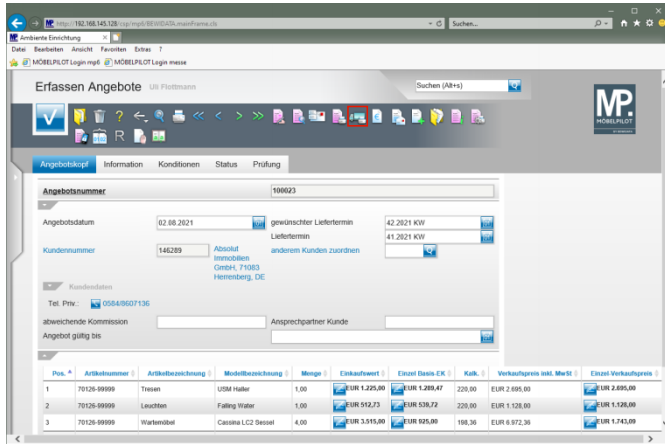 http://192.168.145.128/csp/mp6/BEWIDATA.mainFrame.cls
Suchen...
Ambiente Einrichtung
Datei Bearbeiten Ansicht Favoriten Extras ?
MÖBELPILOT Login mp6 MÖBELPILOT Login messe
Erfassen Angebote Uli Flettmann
Suchen (Alt+s)
MP.
MÖBELPILOT
Angebotskopf Information Konditionen Status Prüfung
Angebotsnummer 100023
Angebotsdatum 02.08.2021 gewünschter Liefertermin 42.2021 KW
Liefertermin 41.2021 KW
Kundennummer 146289 Absolut Immobilien GmbH, 71083 Herrenberg, DE anderem Kunden zuordnen
Kundendaten
Tel. Priv.: 0584/8607136
abweichende Kommission Ansprechpartner Kunde
Angebot gültig bis
Pos. Artikelnummer Artikelbezeichnung Modellbezeichnung Menge Einkaufswert Einzel Basis-EK Kalk. Verkaufspreis inkl. MwSt Einzel-Verkaufspreis
1 70126-99999 Tresen USM Haller 1,00 EUR 1.225,00 EUR 1.289,47 220,00 EUR 2.695,00 EUR 2.695,00
2 70126-99999 Leuchten Falling Water 1,00 EUR 512,73 EUR 539,72 220,00 EUR 1.128,00 EUR 1.128,00
3 70126-99999 Wartemöbel Cassina LC2 Sessel 4,00 EUR 3.515,00 EUR 925,00 198,36 EUR 6.972,36 EUR 1.743,09